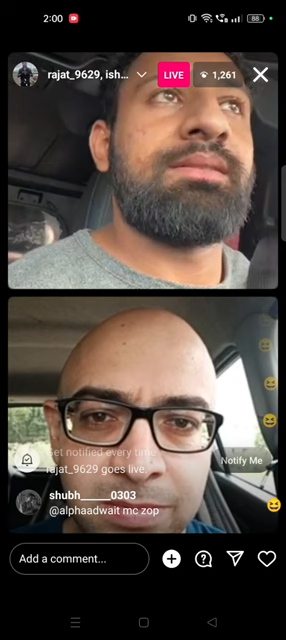 2:00
88
rajat_9629, ish...
LIVE
1,261
Get notified every time
rajat_9629 goes live.
Notify Me
shubh_____0303
@alphaadwait mc zop
Add a comment...